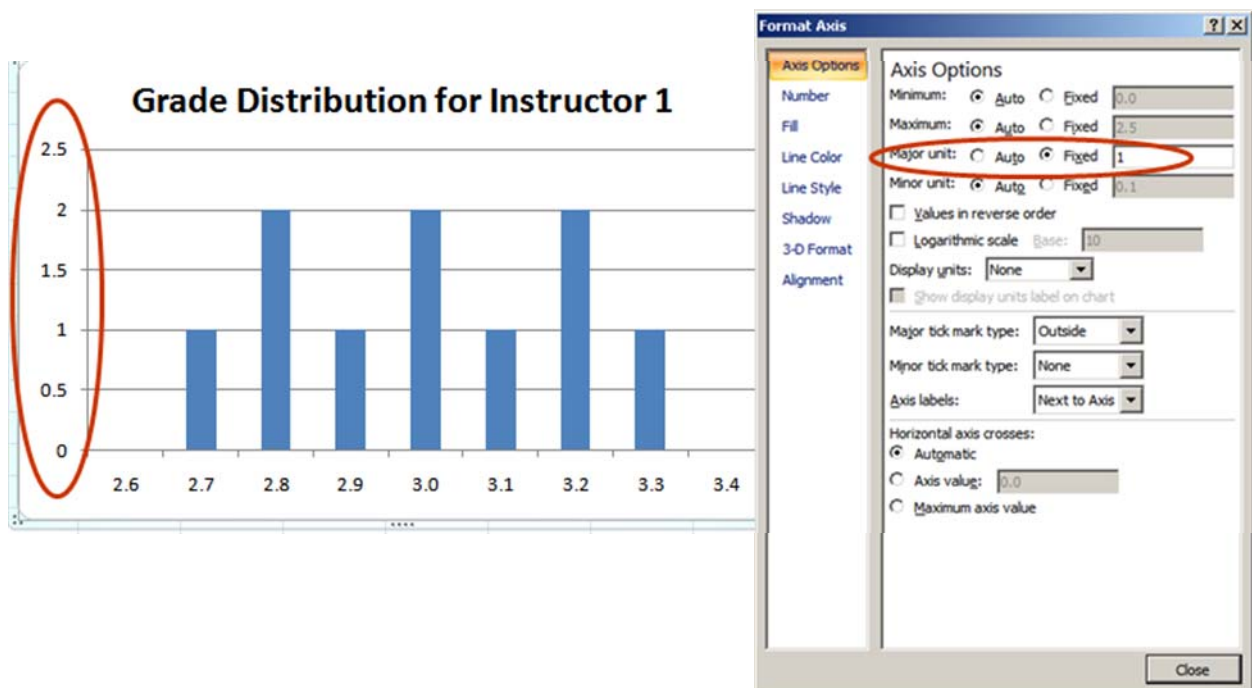 Grade Distribution for Instructor 1
2.5
2
1.5
1
0.5
0
2.6 2.7 2.8 2.9 3.0 3.1 3.2 3.3 3.4
Format Axis
Axis Options
Number
Fill
Line Color
Line Style
Shadow
3-D Format
Alignment
Axis Options
Minimum: Auto Fixed 0.0
Maximum: Auto Fixed 2.5
Major unit: Auto Fixed 1
Minor unit: Auto Fixed 0.1
Values in reverse order
Logarithmic scale Base: 10
Display units: None
Show display units label on chart
Major tick mark type: Outside
Minor tick mark type: None
Axis labels: Next to Axis
Horizontal axis crosses:
Automatic
Axis value: 0.0
Maximum axis value
Close